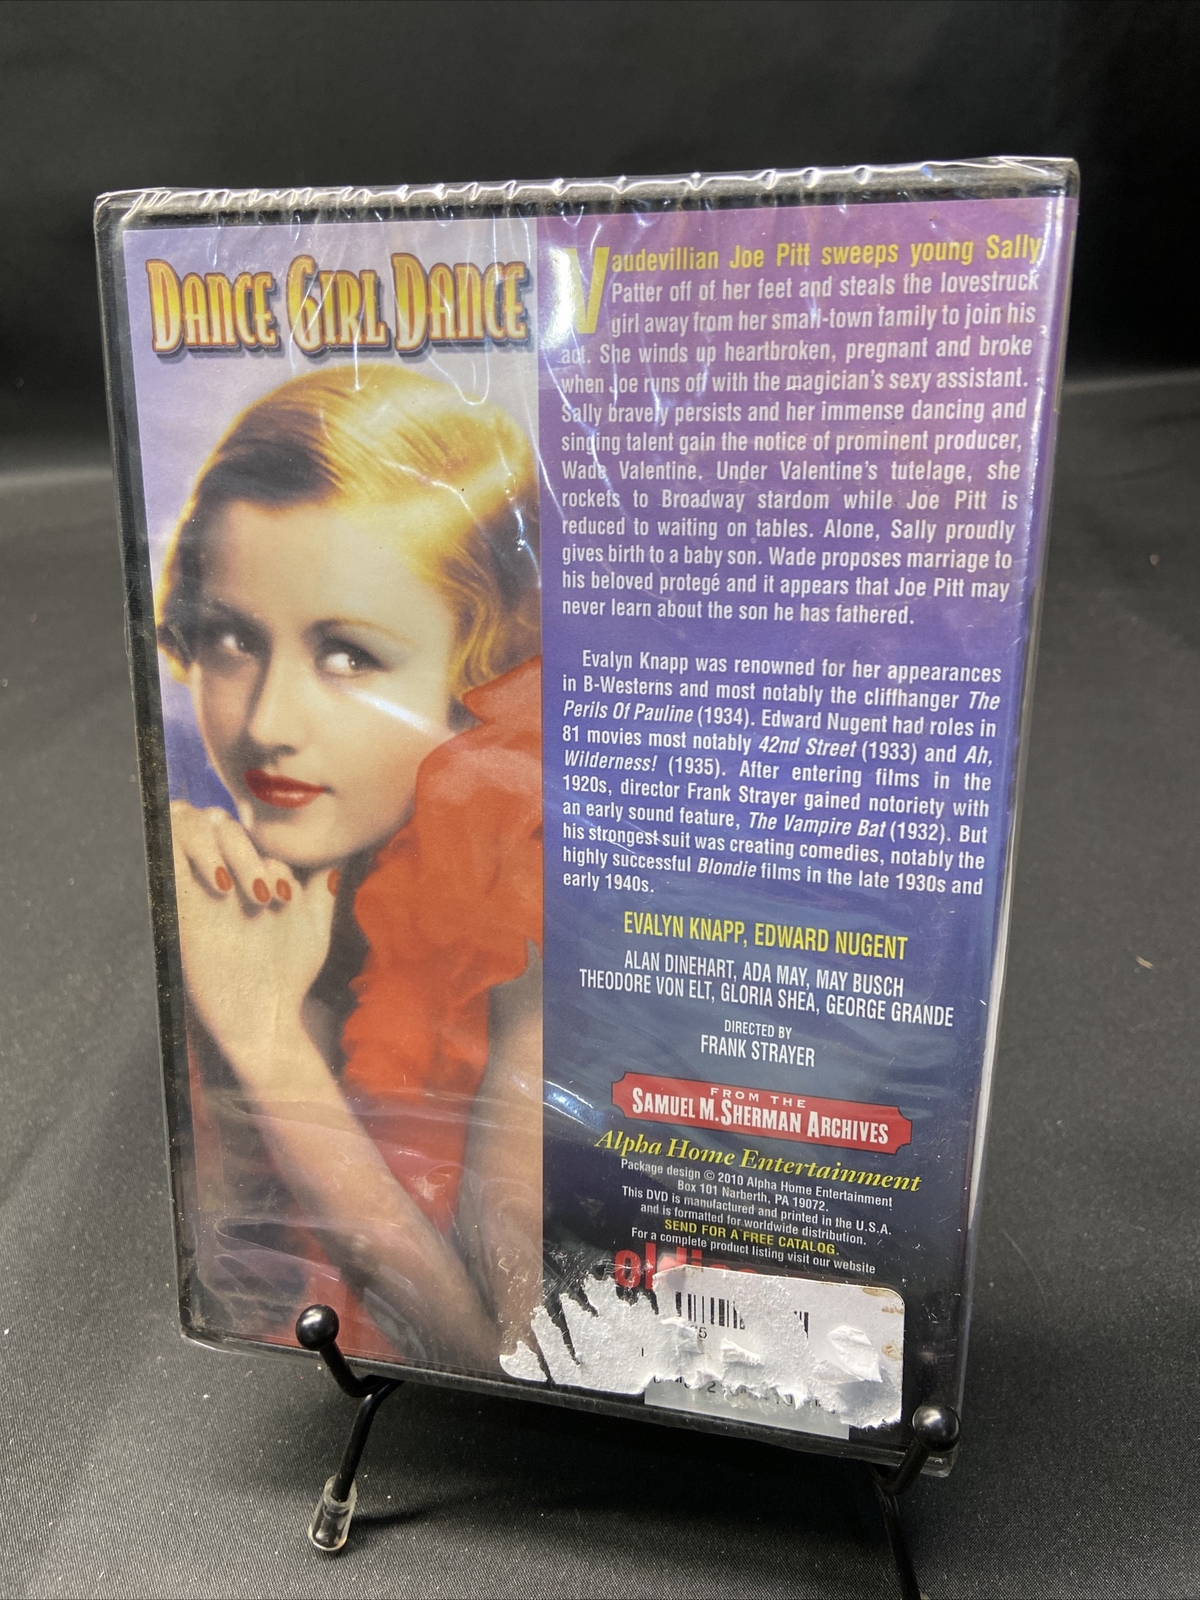 DANCE GIRL DANCE
Vaudevillian Joe Pitt sweeps young Sally
Patter off of her feet and steals the lovestruck
girl away from her small-town family to join his
act. She winds up heartbroken, pregnant and broke
when Joe runs off with the magician's sexy assistant.
Sally bravely persists and her immense dancing and
singing talent gain the notice of prominent producer,
Wade Valentine. Under Valentine's tutelage, she
rockets to Broadway stardom while Joe Pitt is
reduced to waiting on tables. Alone, Sally proudly
gives birth to a baby son. Wade proposes marriage to
his beloved protegé and it appears that Joe Pitt may
never learn about the son he has fathered.
Evalyn Knapp was renowned for her appearances
in B-Westerns and most notably the cliffhanger The
Perils Of Pauline (1934). Edward Nugent had roles in
81 movies most notably 42nd Street (1933) and Ah,
Wilderness! (1935). After entering films in the
1920s, director Frank Strayer gained notoriety with
an early sound feature, The Vampire Bat (1932). But
his strongest suit was creating comedies, notably the
highly successful Blondie films in the late 1930s and
early 1940s.
EVALYN KNAPP, EDWARD NUGENT
ALAN DINEHART, ADA MAY, MAY BUSCH
THEODORE VON ELT, GLORIA SHEA, GEORGE GRANDE
DIRECTED BY
FRANK STRAYER
FROM THE
SAMUEL M. SHERMAN ARCHIVES
Alpha Home Entertainment
Package design © 2010 Alpha Home Entertainment
Box 101 Narberth, PA 19072.
This DVD is manufactured and printed in the U.S.A.
and is formatted for worldwide distribution.
SEND FOR A FREE CATALOG.
For a complete product listing visit our website